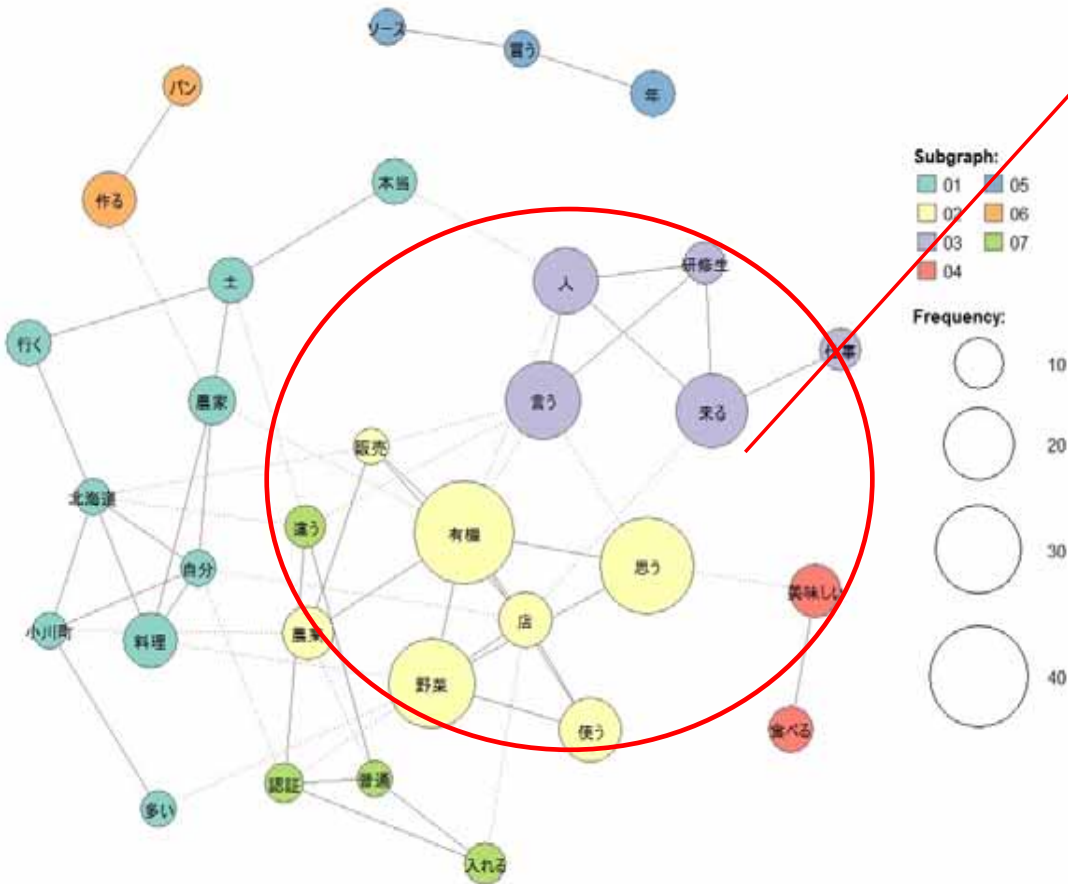 ソース
冒う
年
パン
作る
本当
土
行く
農家
北海道
自分
小川町
料理
多い
人
研修生
仕事
言う
来る
販売
違う
有機
思う
店
農業
野菜
使う
美味しい
食べる
認証
普通
入れる
Subgraph:
01 05
02 06
03 07
04
Frequency:
10
20
30
40